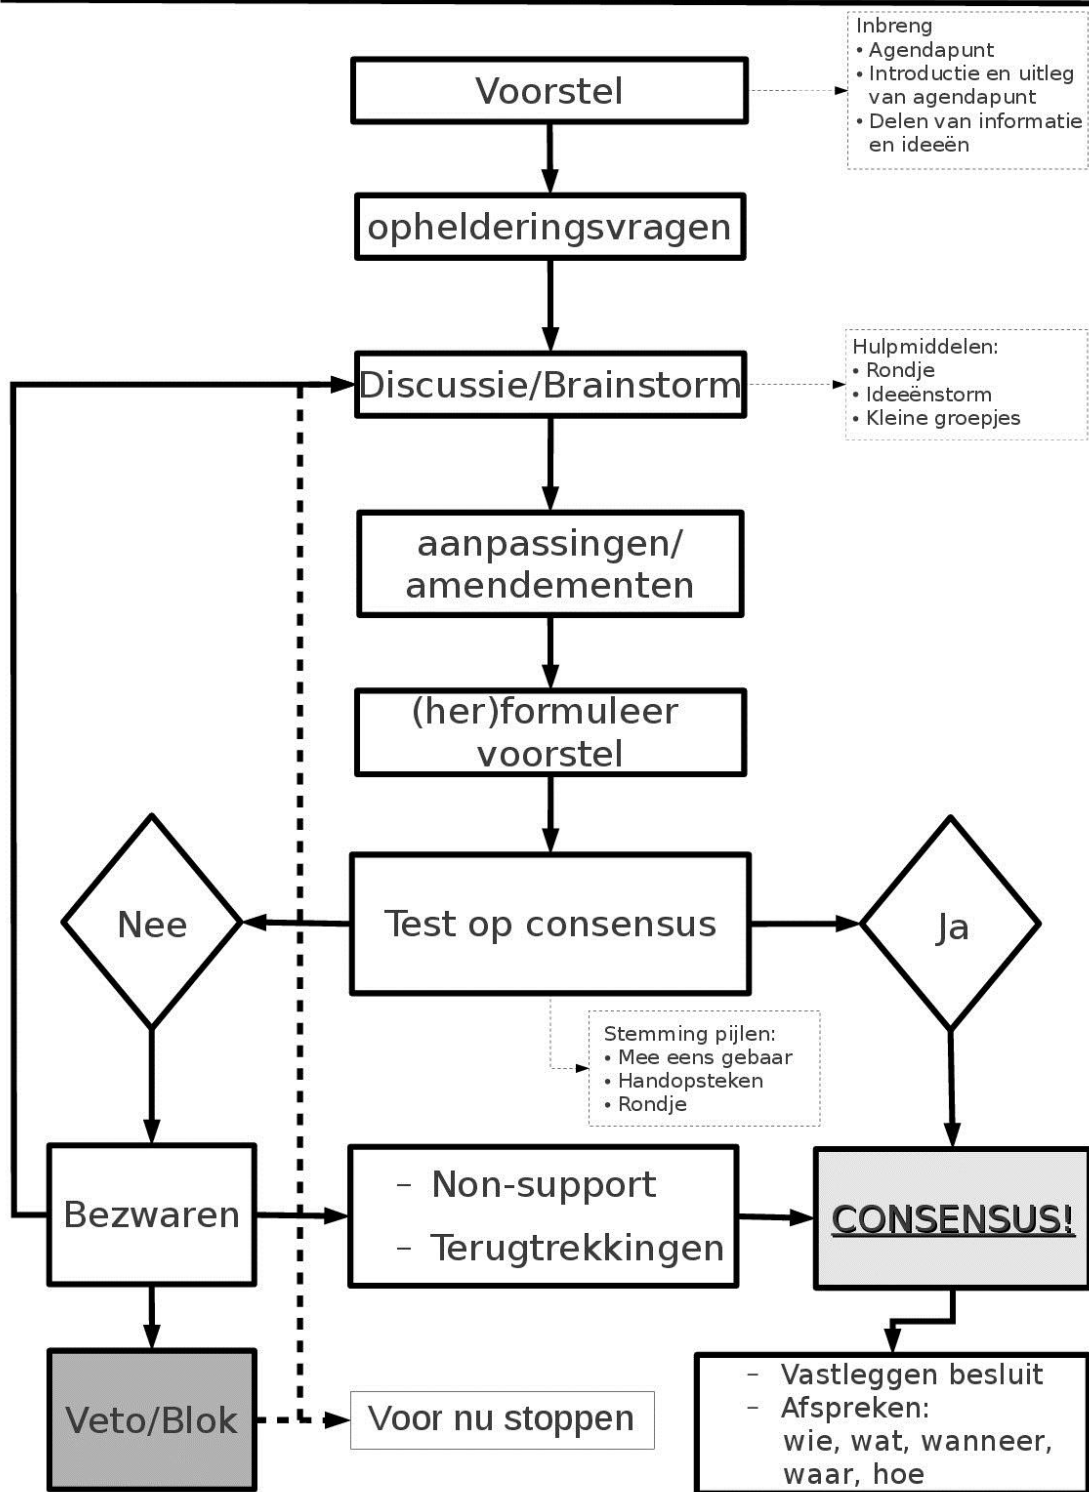 Voorstel
Inbreng
• Agendapunt
• Introductie en uitleg
van agendapunt
• Delen van informatie
en ideeën
ophelderingsvragen
Discussie/Brainstorm
Hulpmiddelen:
• Rondje
• Ideeënstorm
• Kleine groepjes
aanpassingen/
amendementen
(her)formuleer
voorstel
Nee
Test op consensus
Ja
Stemming pijlen:
• Mee eens gebaar
• Handopsteken
• Rondje
Bezwaren
– Non-support
– Terugtrekkingen
CONSENSUS!
Veto/Blok
Voor nu stoppen
– Vastleggen besluit
– Afspreken:
wie, wat, wanneer,
waar, hoe